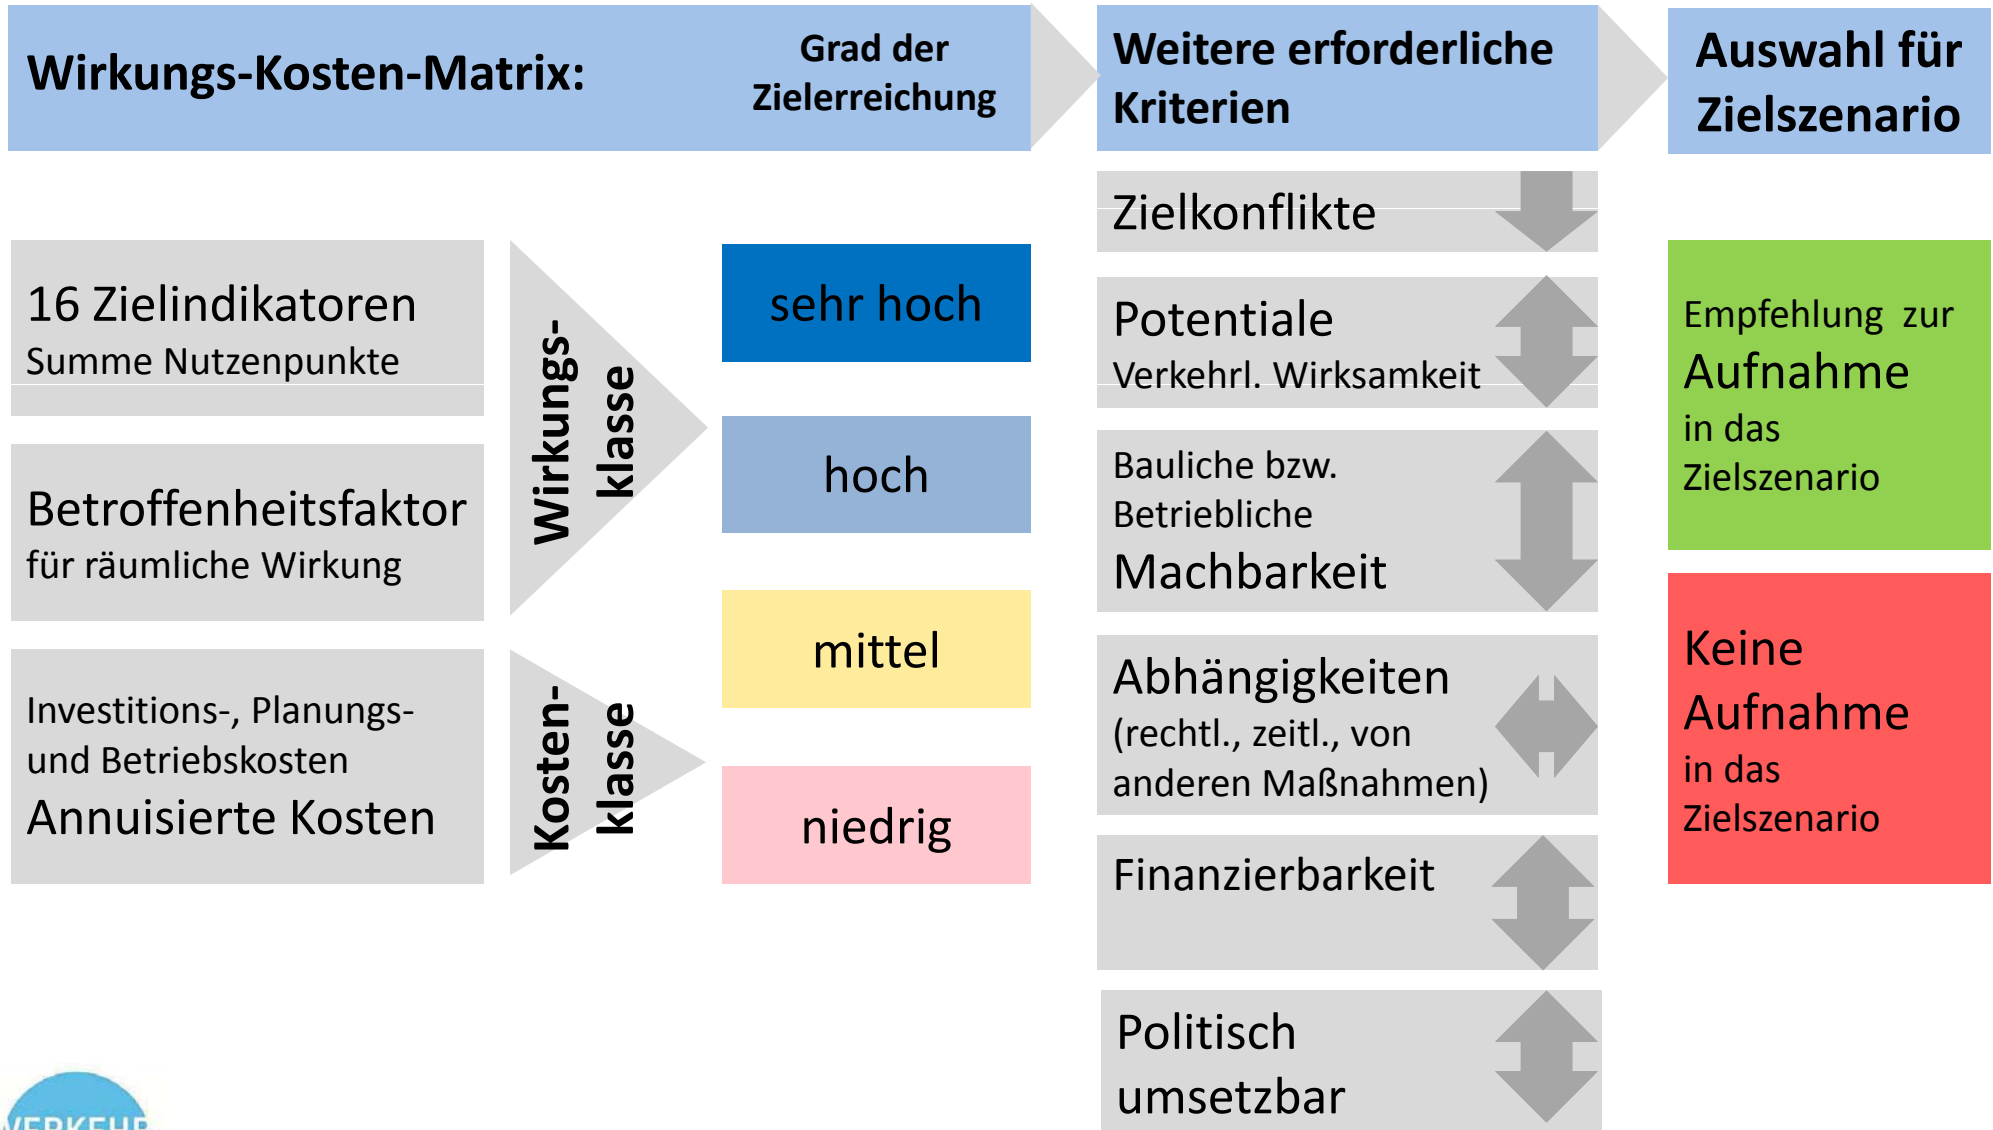 Wirkungs-Kosten-Matrix:
Grad der
Zielerreichung
Weitere erforderliche
Kriterien
Auswahl für
Zielszenario
16 Zielindikatoren
Summe Nutzenpunkte
Betroffenheitsfaktor
für räumliche Wirkung
Investitions-, Planungs-
und Betriebskosten
Annuisierte Kosten
Wirkungs-
klasse
Kosten-
klasse
sehr hoch
hoch
mittel
niedrig
Zielkonflikte
Potentiale
Verkehrl. Wirksamkeit
Bauliche bzw.
Betriebliche
Machbarkeit
Abhängigkeiten
(rechtl., zeitl., von
anderen Maßnahmen)
Finanzierbarkeit
Politisch
umsetzbar
Empfehlung zur
Aufnahme
in das
Zielszenario
Keine
Aufnahme
in das
Zielszenario